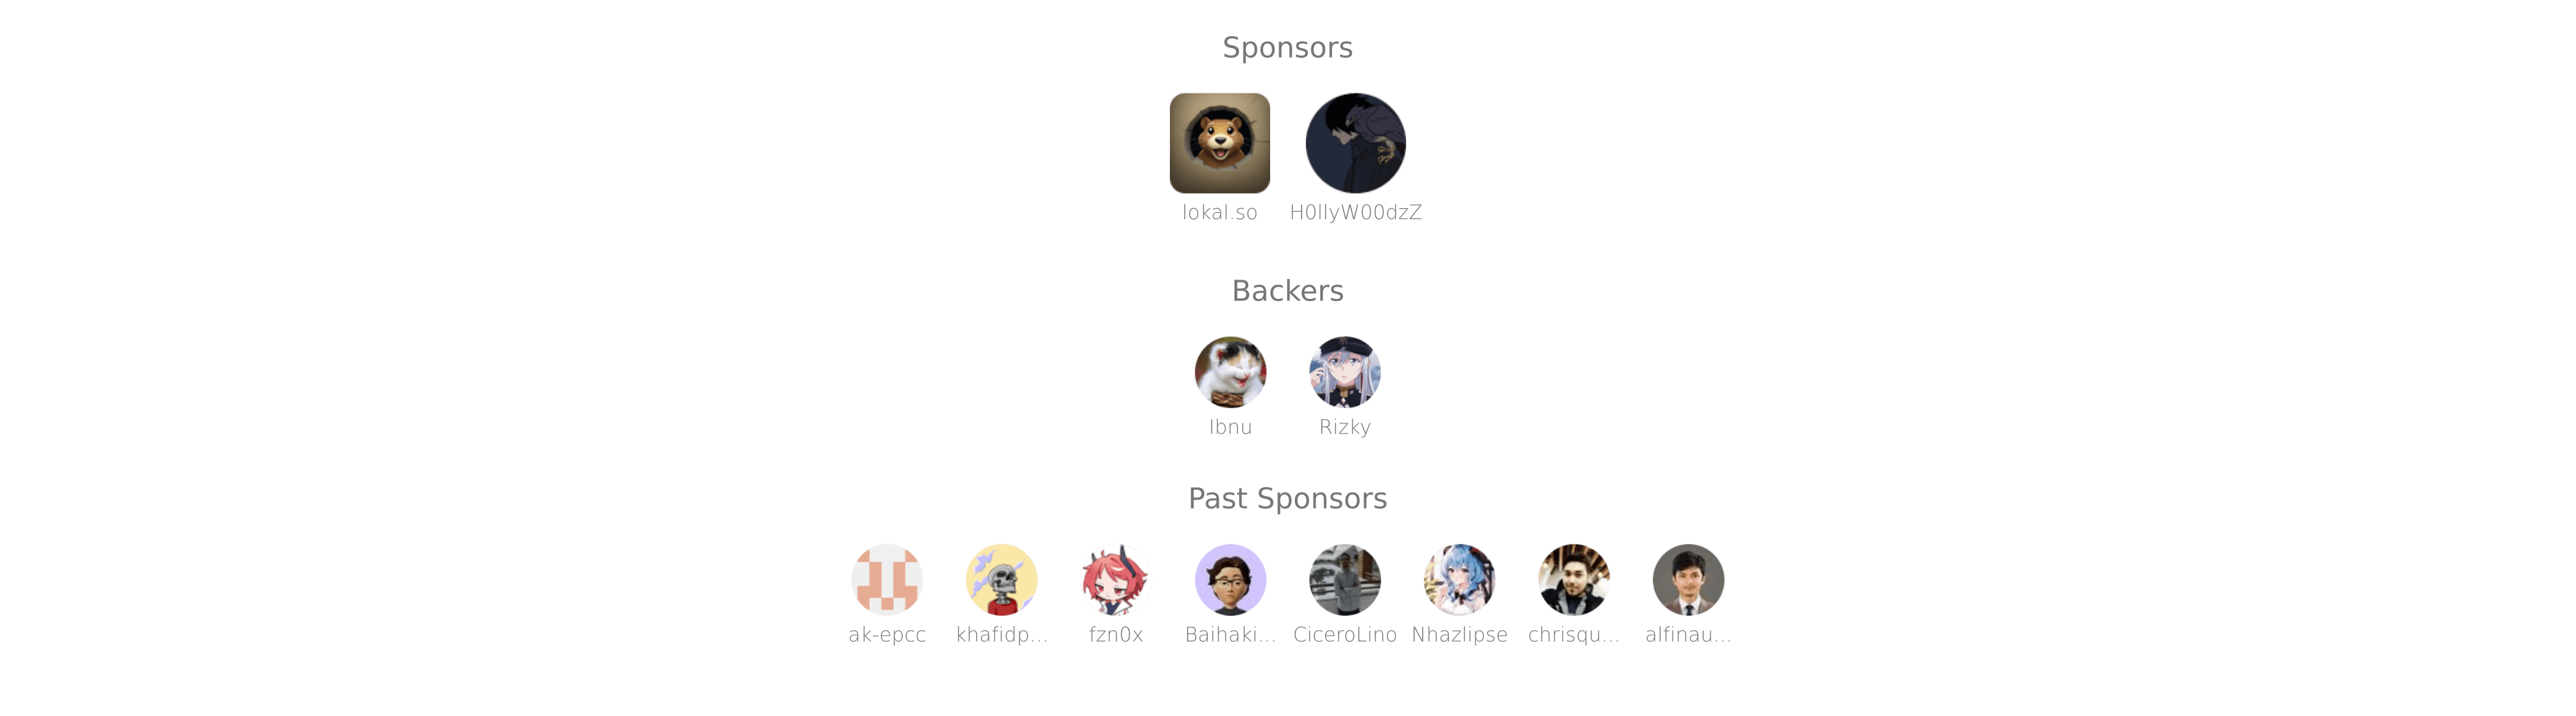 Sponsors
lokal.so H0llyW00dzZ
Backers
Ibnu Rizky
Past Sponsors
ak-epcc khafidp... fzn0x Baihaki... CiceroLino Nhazlipse chrisqu... alfinau...